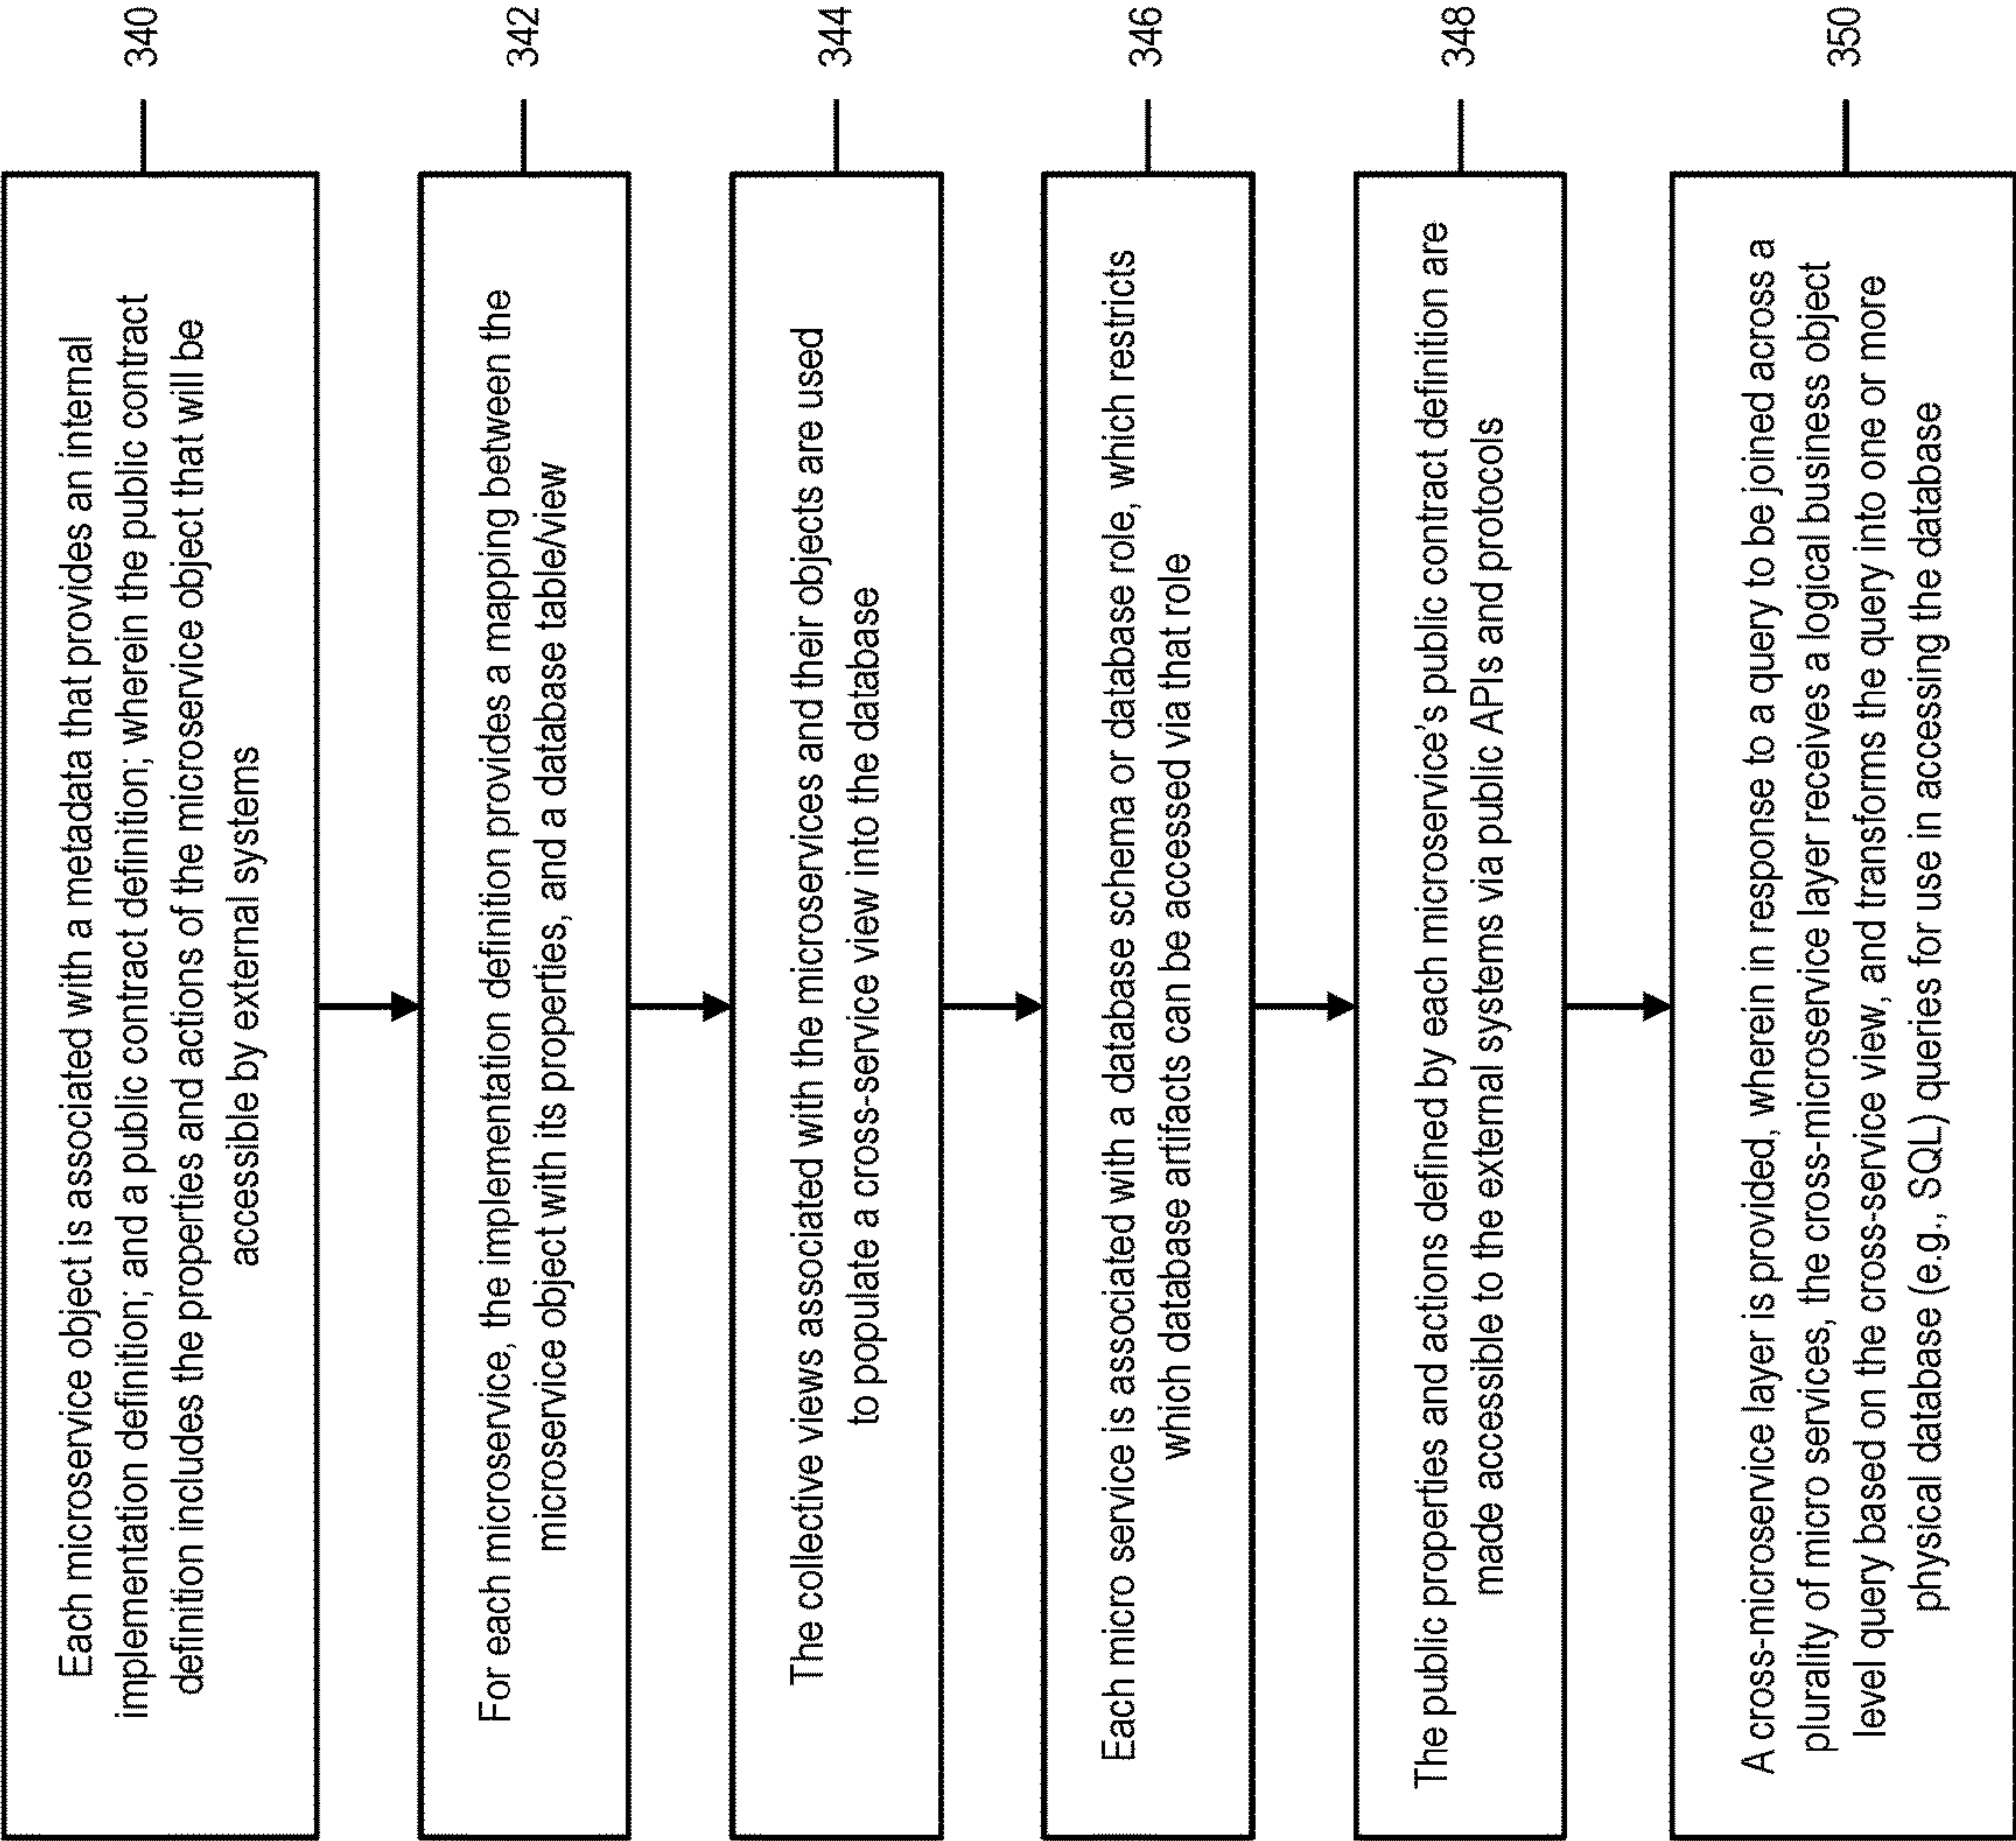 Each microservice object is associated with a metadata that provides an internal
implementation definition; and a public contract definition; wherein the public contract
definition includes the properties and actions of the microservice object that will be
accessible by external systems
340
For each microservice, the implementation definition provides a mapping between the
microservice object with its properties, and a database table/view
342
The collective views associated with the microservices and their objects are used
to populate a cross-service view into the database
344
Each micro service is associated with a database schema or database role, which restricts
which database artifacts can be accessed via that role
346
The public properties and actions defined by each microservice's public contract definition are
made accessible to the external systems via public APIs and protocols
348
A cross-microservice layer is provided, wherein in response to a query to be joined across a
plurality of micro services, the cross-microservice layer receives a logical business object
level query based on the cross-service view, and transforms the query into one or more
physical database (e.g., SQL) queries for use in accessing the database
350